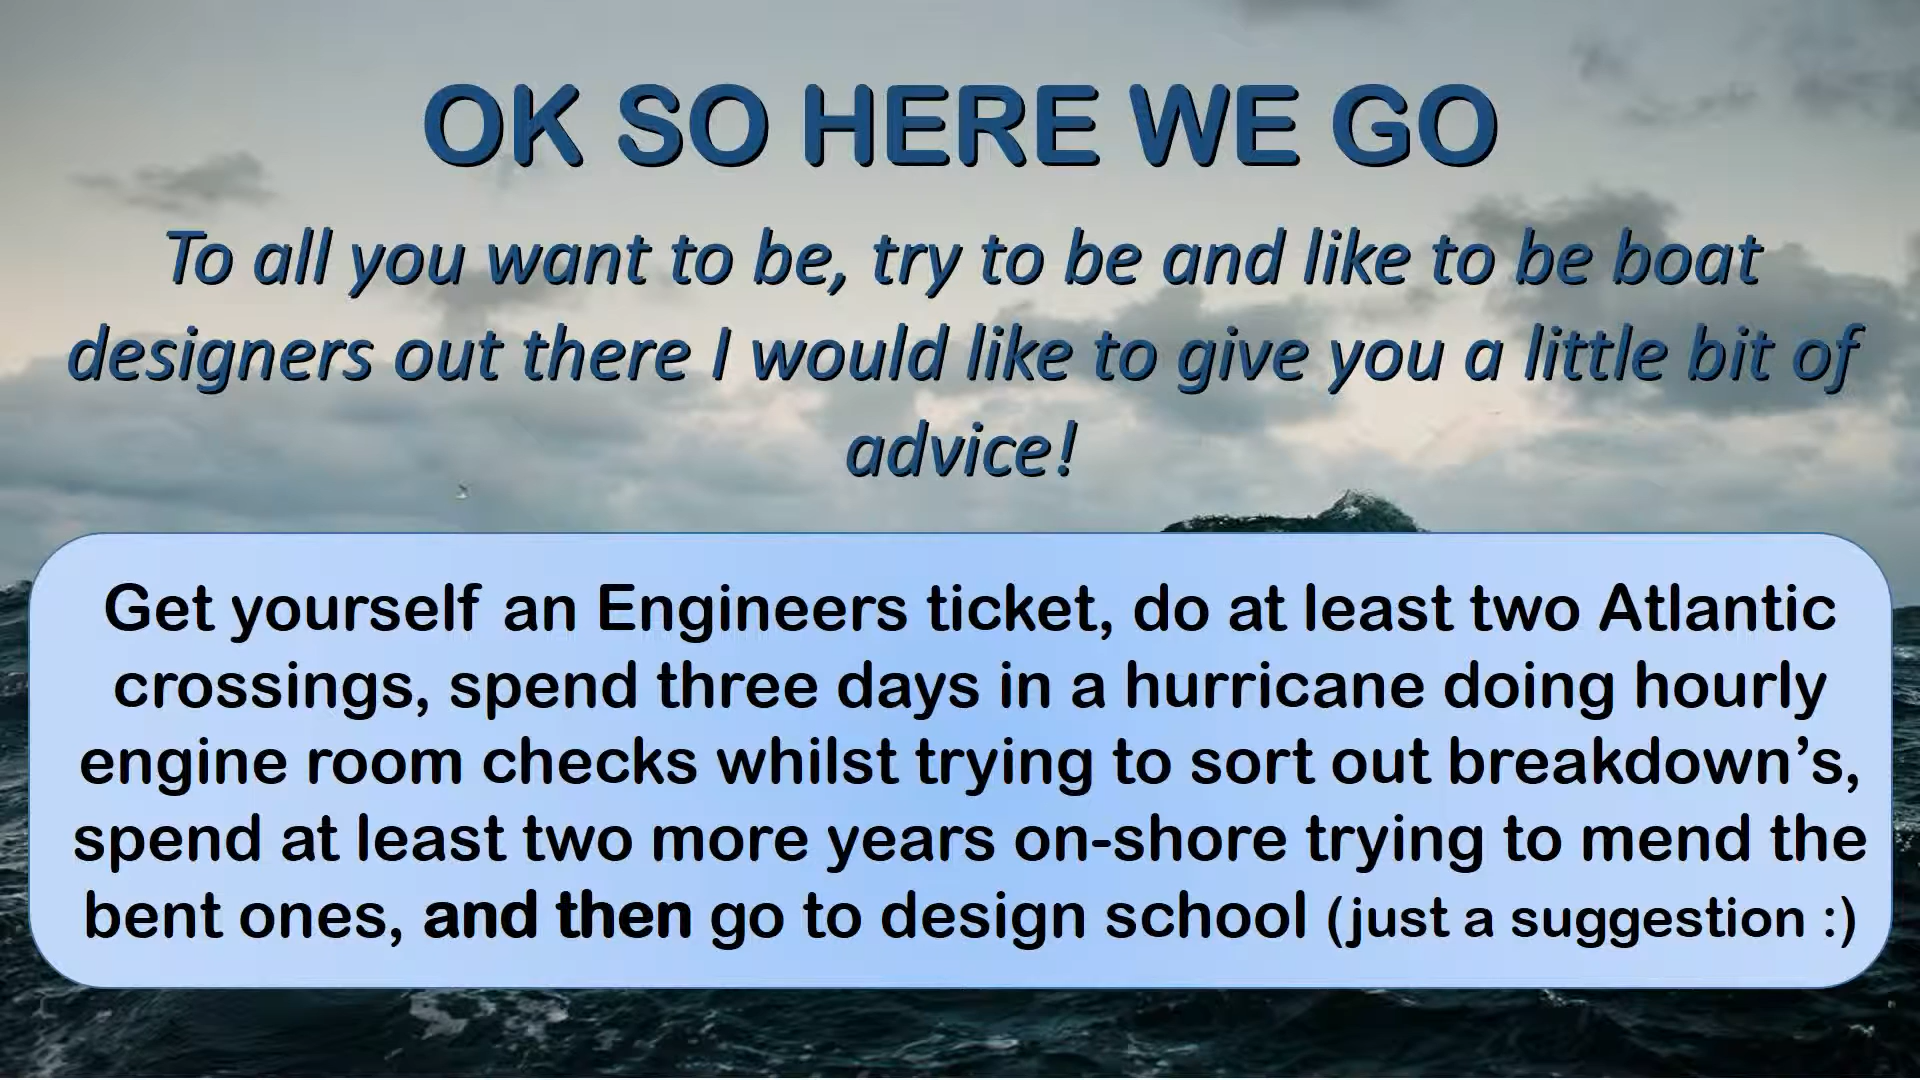 OK SO HERE WE GO
To all you want to be, try to be and like to be boat
designers out there I would like to give you a little bit of
advice!
Get yourself an Engineers ticket, do at least two Atlantic
crossings, spend three days in a hurricane doing hourly
engine room checks whilst trying to sort out breakdown’s,
spend at least two more years on-shore trying to mend the
bent ones, and then go to design school (just a suggestion :)